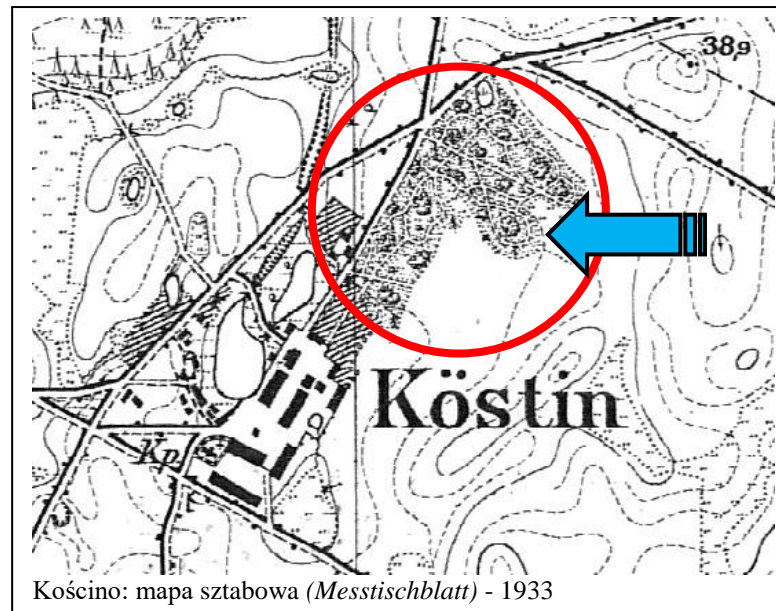 38,9
Köstin
Kp.
Kościno: mapa sztabowa (Messtischblatt) - 1933